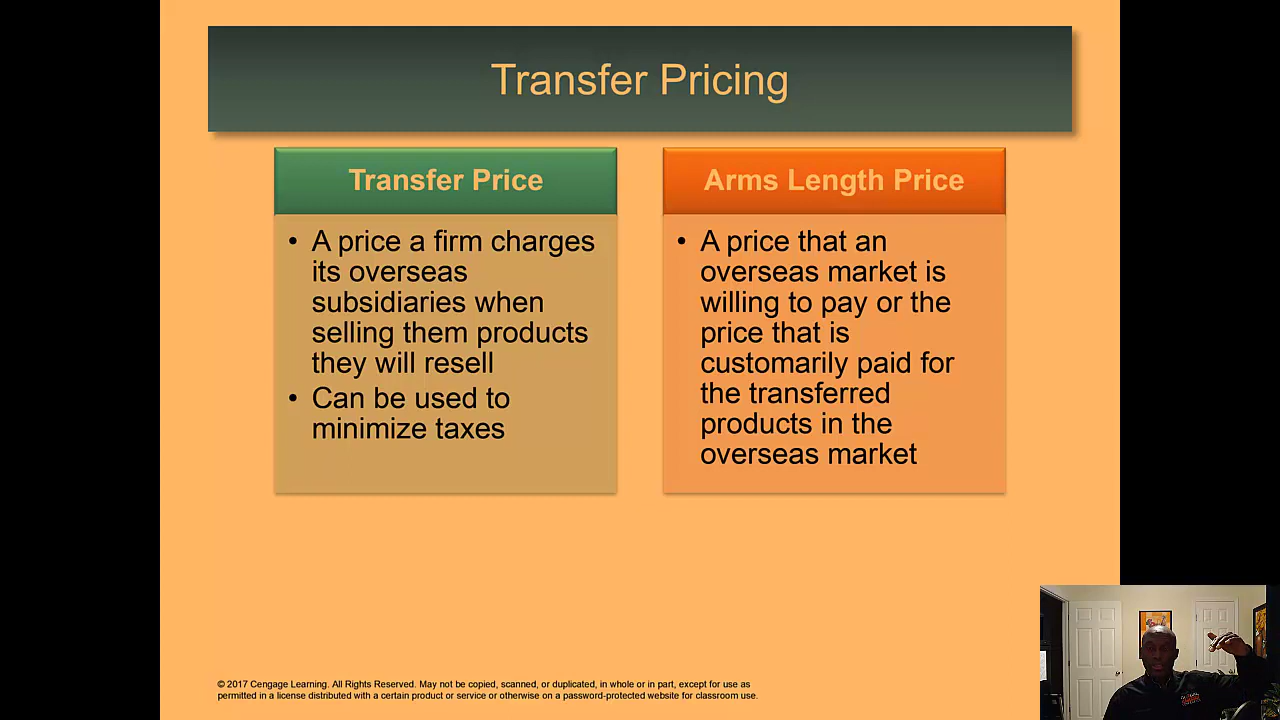 Transfer Pricing
Transfer Price
• A price a firm charges
its overseas
subsidiaries when
selling them products
they will resell
• Can be used to
minimize taxes
Arms Length Price
• A price that an
overseas market is
willing to pay or the
price that is
customarily paid for
the transferred
products in the
overseas market
© 2017 Cengage Learning. All Rights Reserved. May not be copied, scanned, or duplicated, in whole or in part, except for use as
permitted in a license distributed with a certain product or service or otherwise on a password-protected website for classroom use.